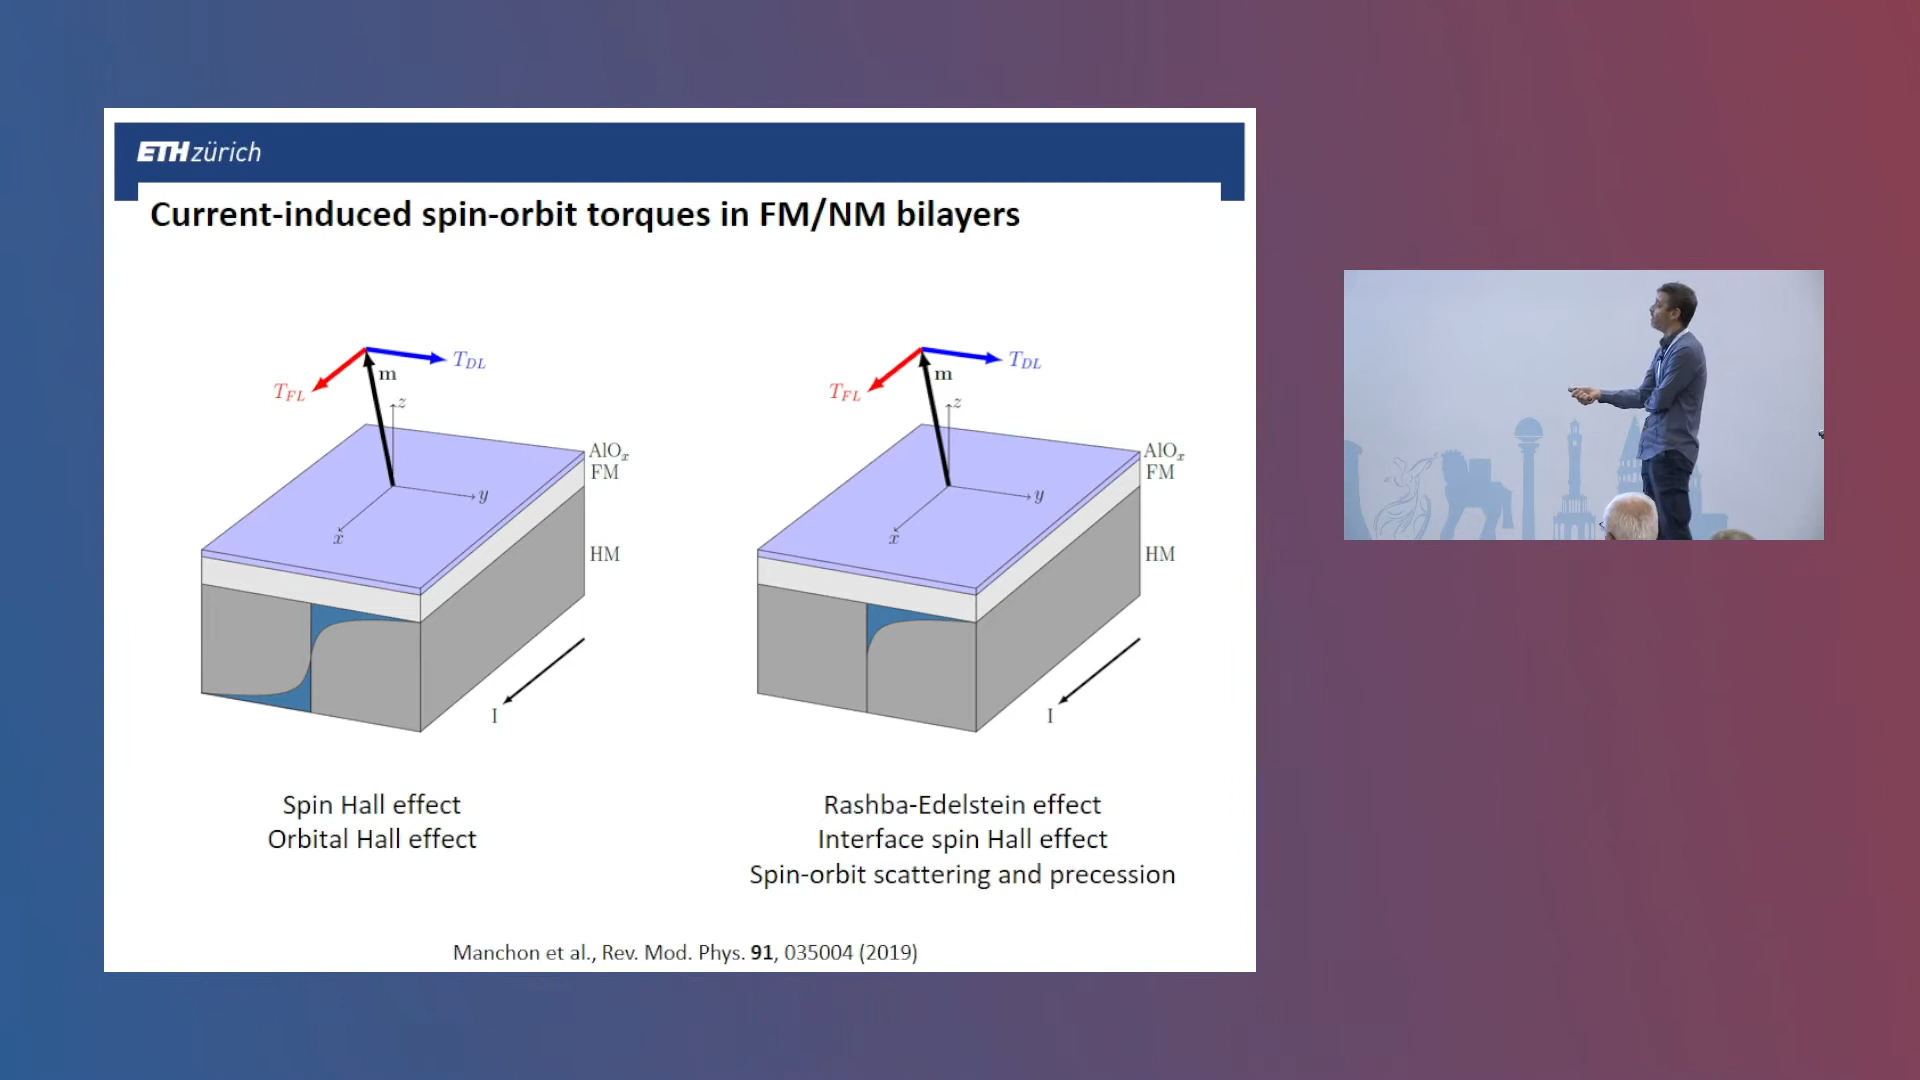 ETH zürich
Current-induced spin-orbit torques in FM/NM bilayers
T_DL
m
T_FL
z
AlO_x
FM
y
x
HM
I
T_DL
m
T_FL
z
AlO_x
FM
y
x
HM
I
Spin Hall effect
Orbital Hall effect
Rashba-Edelstein effect
Interface spin Hall effect
Spin-orbit scattering and precession
Manchon et al., Rev. Mod. Phys. 91, 035004 (2019)